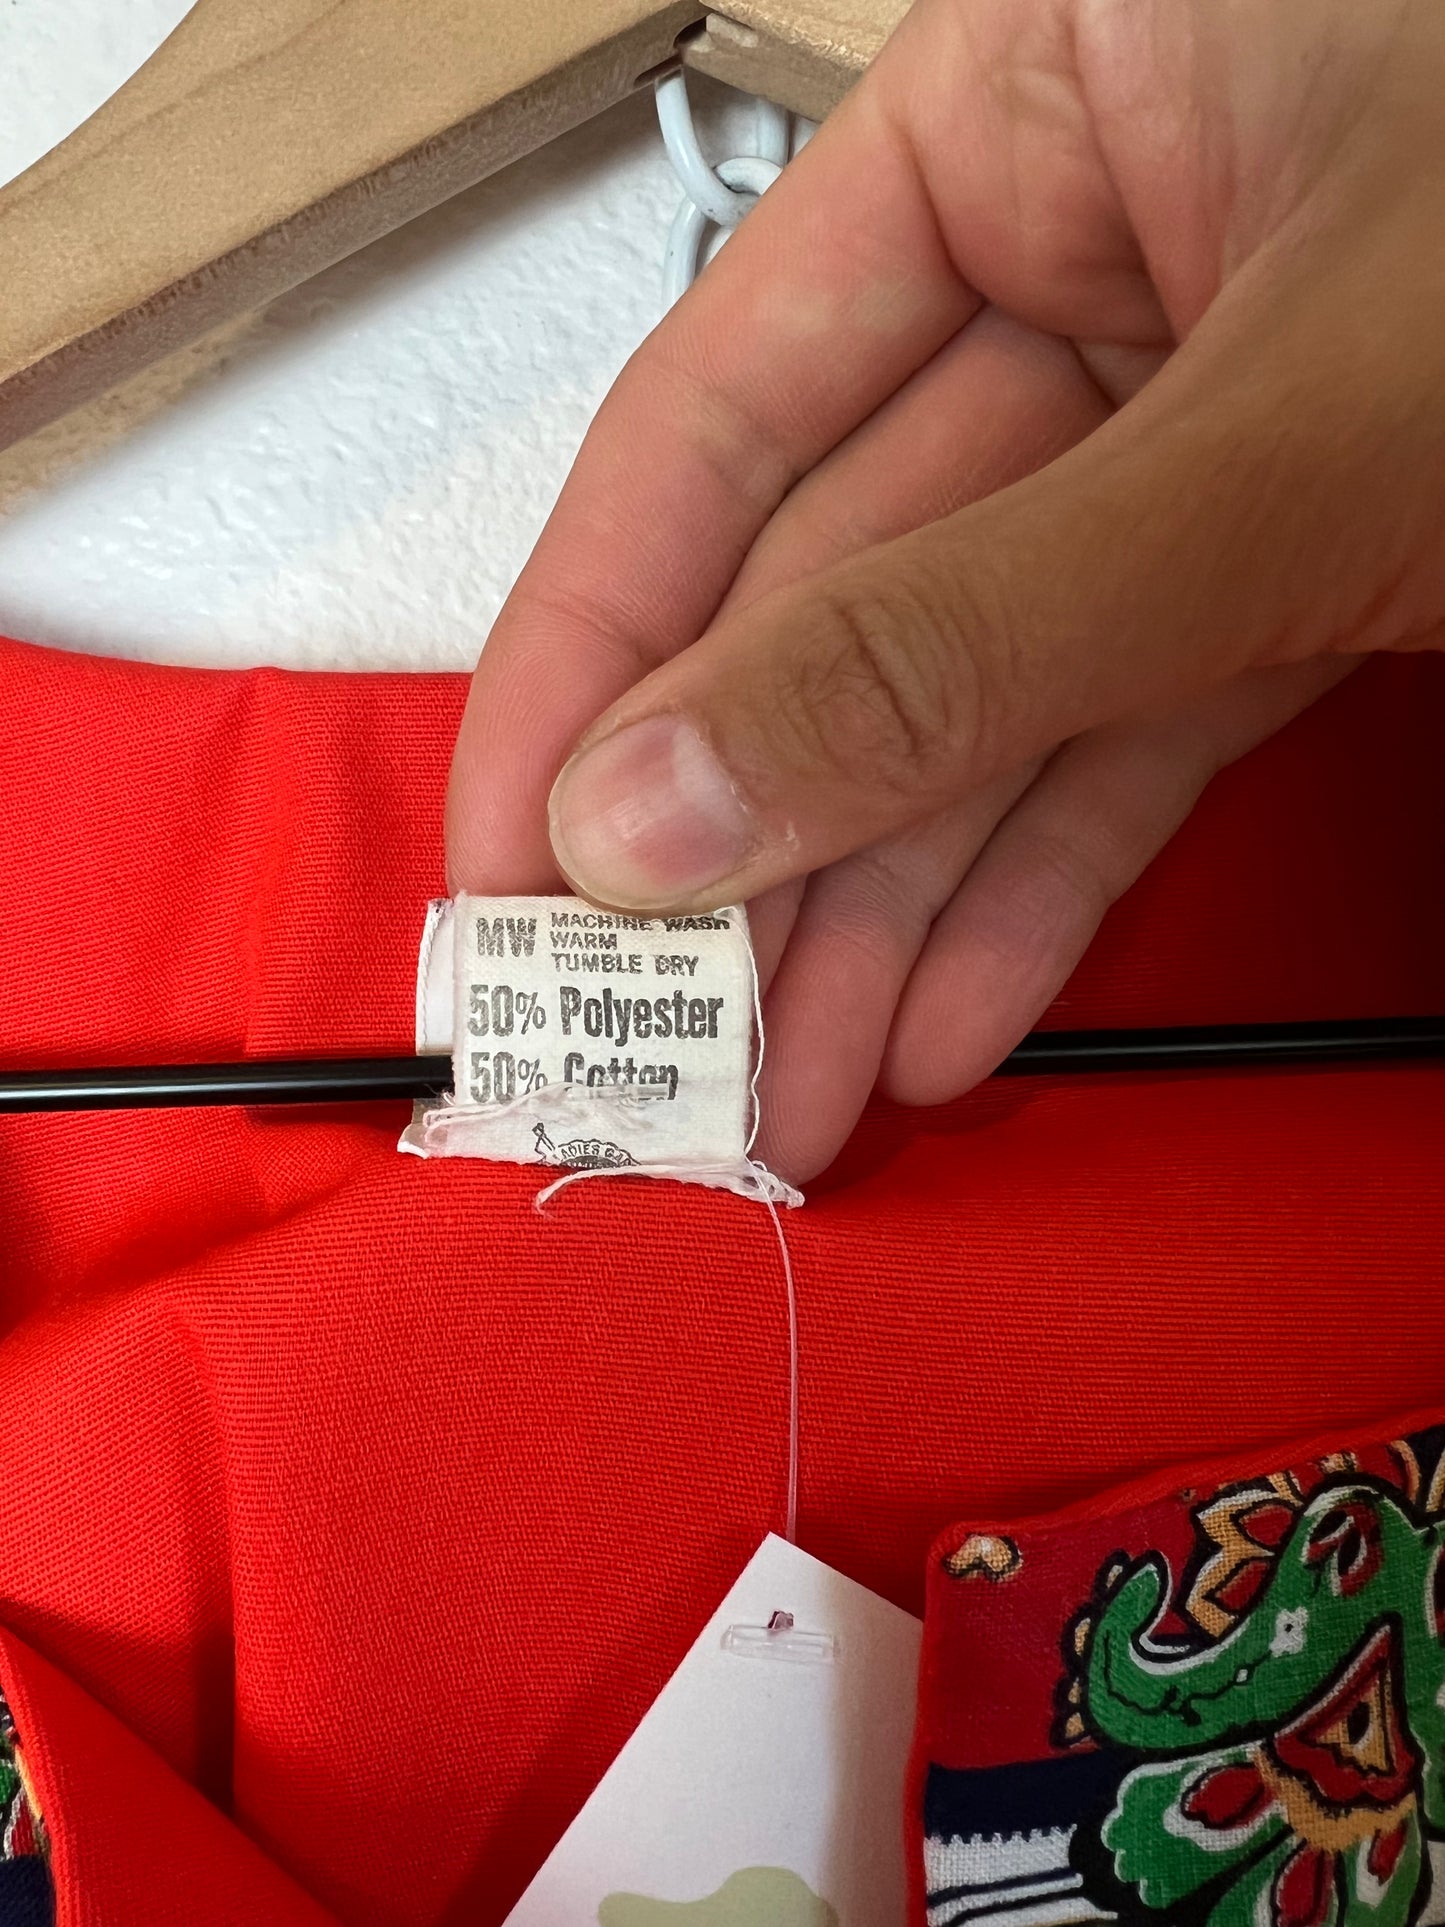 MW MACHINE WASH
WARM
TUMBLE DRY
50% Polyester
50% Cotton